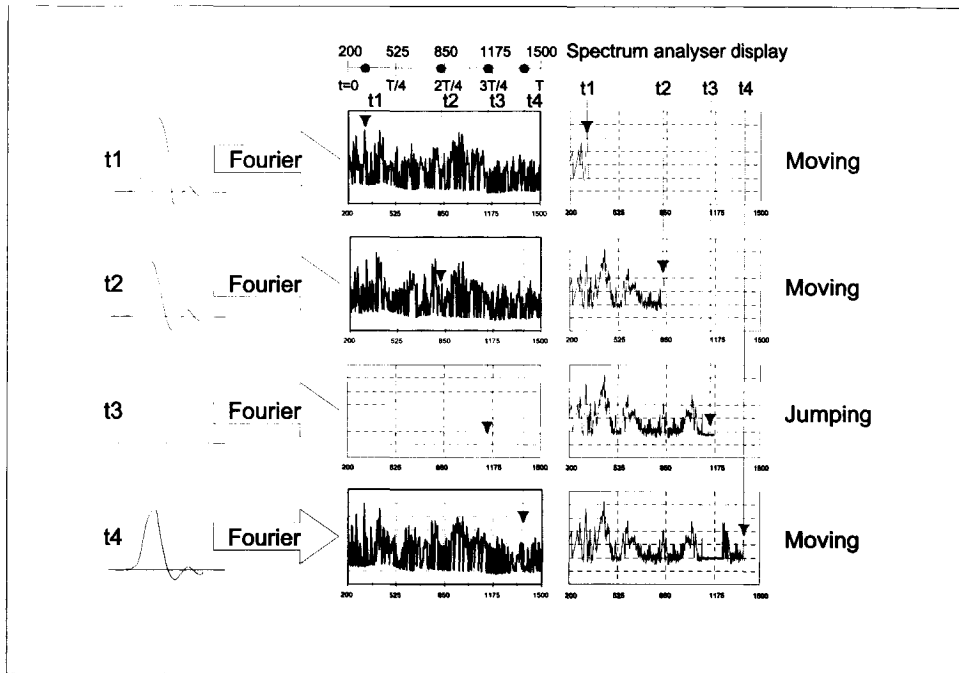 200 525 850 1175 1500 Spectrum analyser display
t=0 T/4 2T/4 3T/4 T
t1 t2 t3 t4 t1 t2 t3 t4
t1 Fourier Moving
200 525 850 1175 1500 200 525 850 1175 1500
t2 Fourier Moving
200 525 850 1175 1500 200 525 850 1175 1500
t3 Fourier Jumping
200 525 850 1175 1500 200 525 850 1175 1500
t4 Fourier Moving
200 525 850 1175 1500 200 525 850 1175 1500